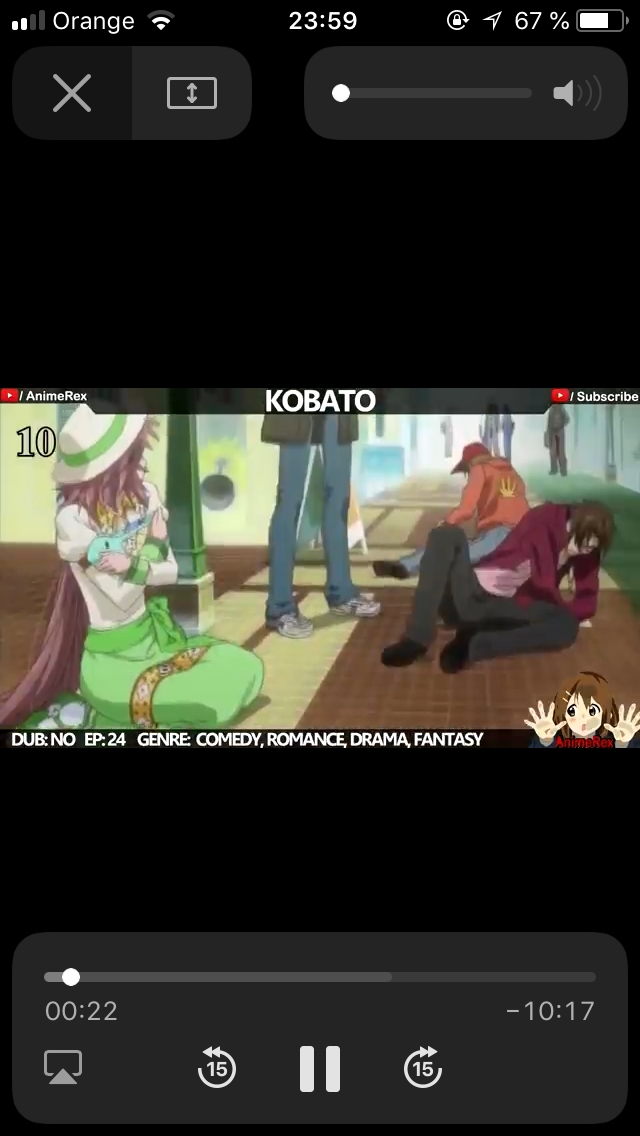 Orange 23:59 67 %
/ AnimeRex KOBATO / Subscribe
10
AnimeRex
DUB: NO EP: 24 GENRE: COMEDY, ROMANCE, DRAMA, FANTASY
00:22 −10:17
15 15